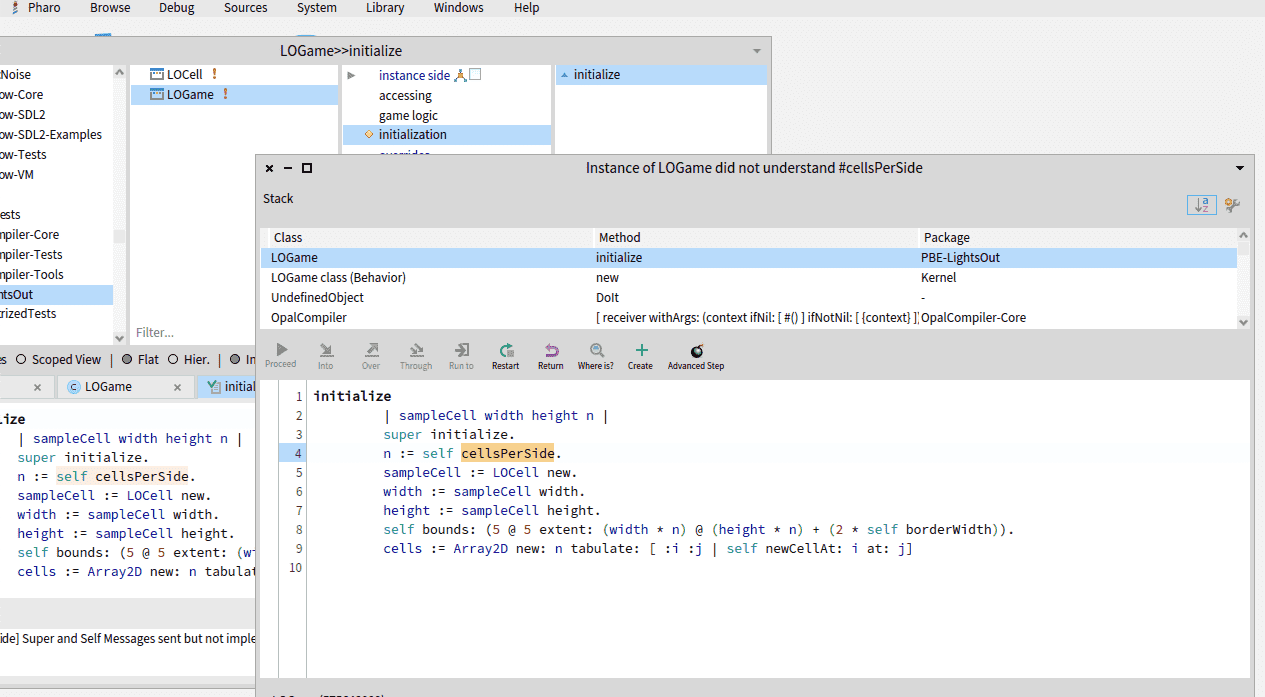 Pharo Browse Debug Sources System Library Windows Help
LOGame>>initialize
Noise
ow-Core
ow-SDL2
ow-SDL2-Examples
ow-Tests
ow-VM
ests
mpiler-Core
mpiler-Tests
mpiler-Tools
htsOut
rizedTests
LOCell !
LOGame !
Filter...
instance side
accessing
game logic
initialization
initialize
es Scoped View | Flat Hier. | In
LOGame initial
ize
| sampleCell width height n |
super initialize.
n := self cellsPerSide.
sampleCell := LOCell new.
width := sampleCell width.
height := sampleCell height.
self bounds: (5 @ 5 extent: (wi
cells := Array2D new: n tabulat
ide] Super and Self Messages sent but not imple
Instance of LOGame did not understand #cellsPerSide
Stack
Class Method Package
LOGame initialize PBE-LightsOut
LOGame class (Behavior) new Kernel
UndefinedObject DoIt -
OpalCompiler [ receiver withArgs: (context ifNil: [ #() ] ifNotNil: [ {context} ] OpalCompiler-Core
Proceed Into Over Through Run to Restart Return Where is? Create Advanced Step
1 initialize
2 | sampleCell width height n |
3 super initialize.
4 n := self cellsPerSide.
5 sampleCell := LOCell new.
6 width := sampleCell width.
7 height := sampleCell height.
8 self bounds: (5 @ 5 extent: (width * n) @ (height * n) + (2 * self borderWidth)).
9 cells := Array2D new: n tabulate: [ :i :j | self newCellAt: i at: j]
10